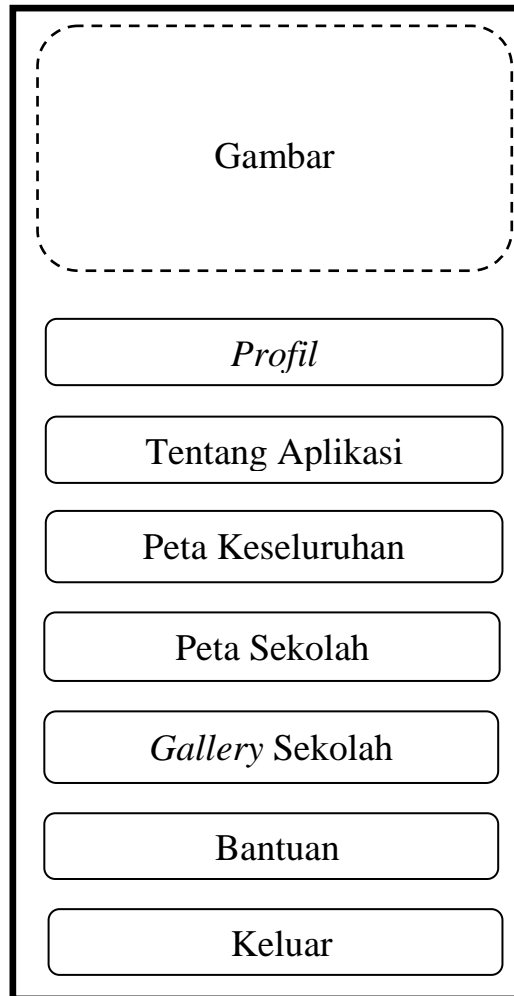 Gambar
Profil
Tentang Aplikasi
Peta Keseluruhan
Peta Sekolah
Gallery Sekolah
Bantuan
Keluar